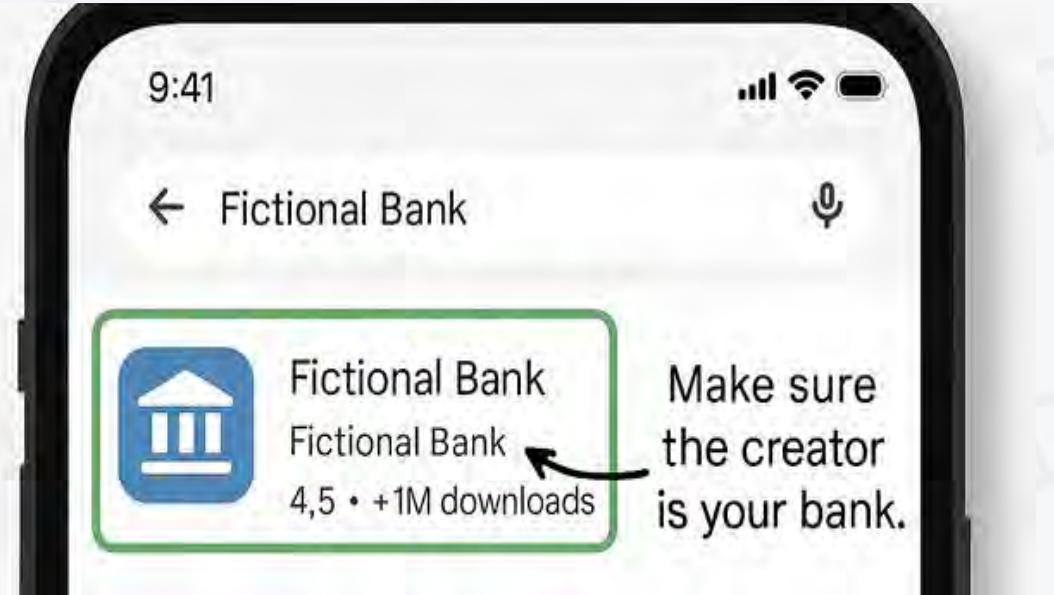 9:41
Fictional Bank
Fictional Bank
Fictional Bank
4,5 • +1M downloads
Make sure
the creator
is your bank.